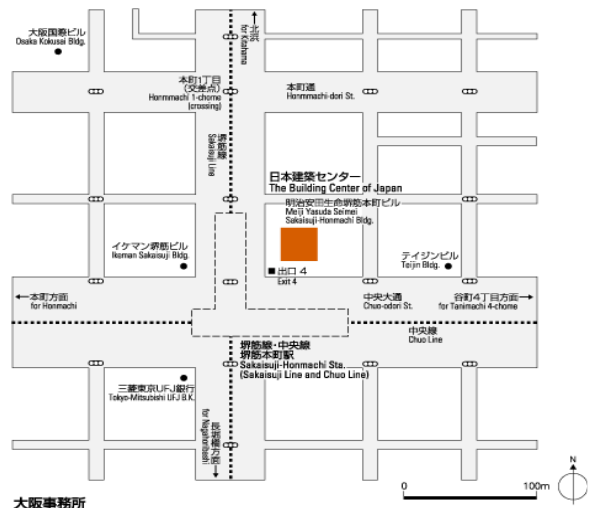 大阪国際ビル
Osaka Kokusai Bldg.
for Kitahama
本町1丁目
(交差点)
Honmmachi 1-chome
(crossing)
本町通
Honmmachi-dori St.
堺筋線
Sakaisuji Line
日本建築センター
The Building Center of Japan
明治安田生命堺筋本町ビル
Meiji Yasuda Seimei
Sakaisuji-Honmachi Bldg.
イケマン堺筋ビル
Ikeman Sakaisuji Bldg.
出口 4
Exit 4
テイジンビル
Teijin Bldg.
本町方面
for Honmachi
中央大通
Chuo-odori St.
谷町4丁目方面
for Tanimachi 4-chome
中央線
Chuo Line
堺筋線・中央線
堺筋本町駅
Sakaisuji-Honmachi Sta.
(Sakaisuji Line and Chuo Line)
三菱東京UFJ銀行
Tokyo-Mitsubishi UFJ B.K.
長堀橋方面
for Nagahoribashi
N
0 100m
大阪事務所